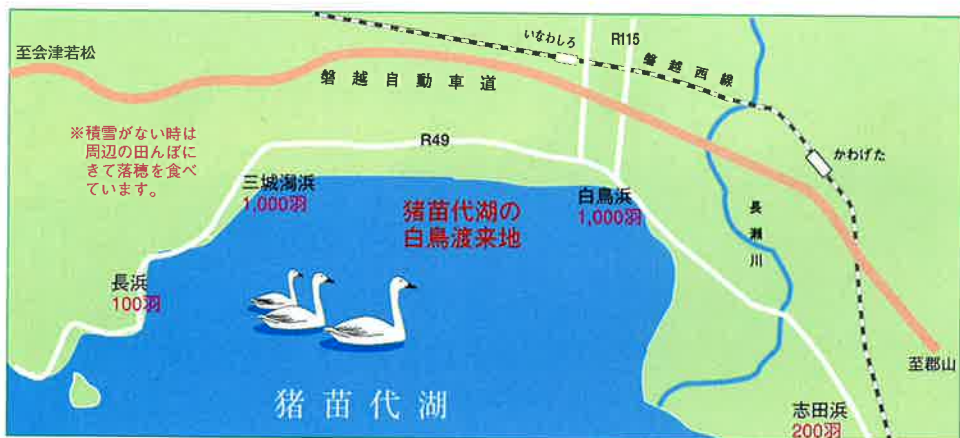 いなわしろ
R115
至会津若松
磐越自動車道
磐越西線
※積雪がない時は
周辺の田んぼに
きて落穂を食べ
ています。
R49
かわげた
三城潟浜
1,000羽
猪苗代湖の
白鳥渡来地
白鳥浜
1,000羽
長瀬川
長浜
100羽
至郡山
猪苗代湖
志田浜
200羽